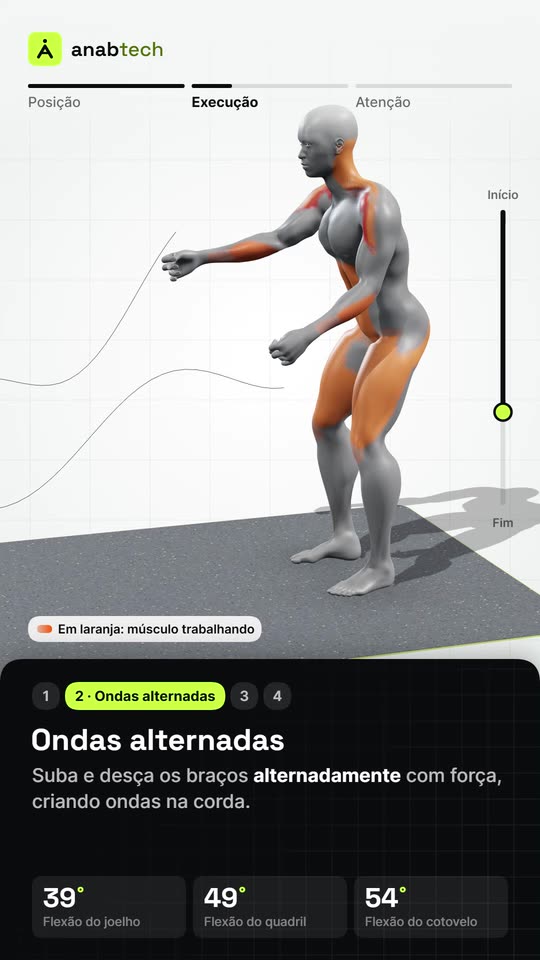 anabtech
Posição
Execução
Atenção
Início
Fim
Em laranja: músculo trabalhando
1
2 · Ondas alternadas
3
4
Ondas alternadas
Suba e desça os braços alternadamente com força,
criando ondas na corda.
39°
49°
54°
Flexão do joelho
Flexão do quadril
Flexão do cotovelo